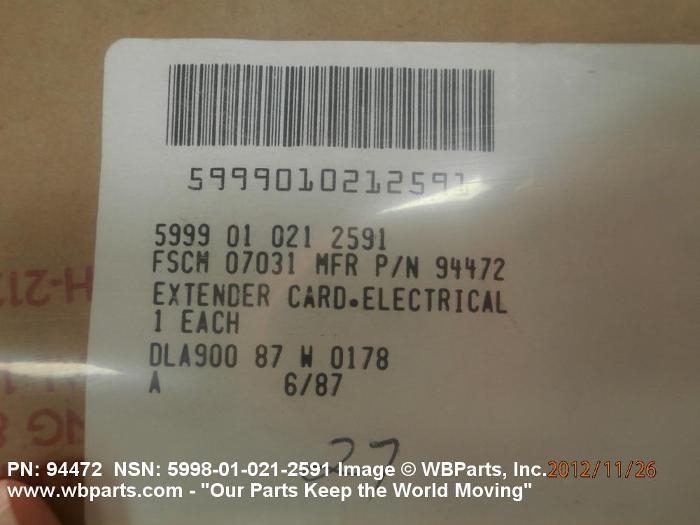 5999010212591
5999 01 021 2591
FSCM 07031 MFR P/N 94472
EXTENDER CARD.ELECTRICAL
1 EACH
DLA900 87 W 0178
A 6/87
27
PN: 94472 NSN: 5998-01-021-2591 Image © WBParts, Inc. 2012/11/26
www.wbparts.com - "Our Parts Keep the World Moving"